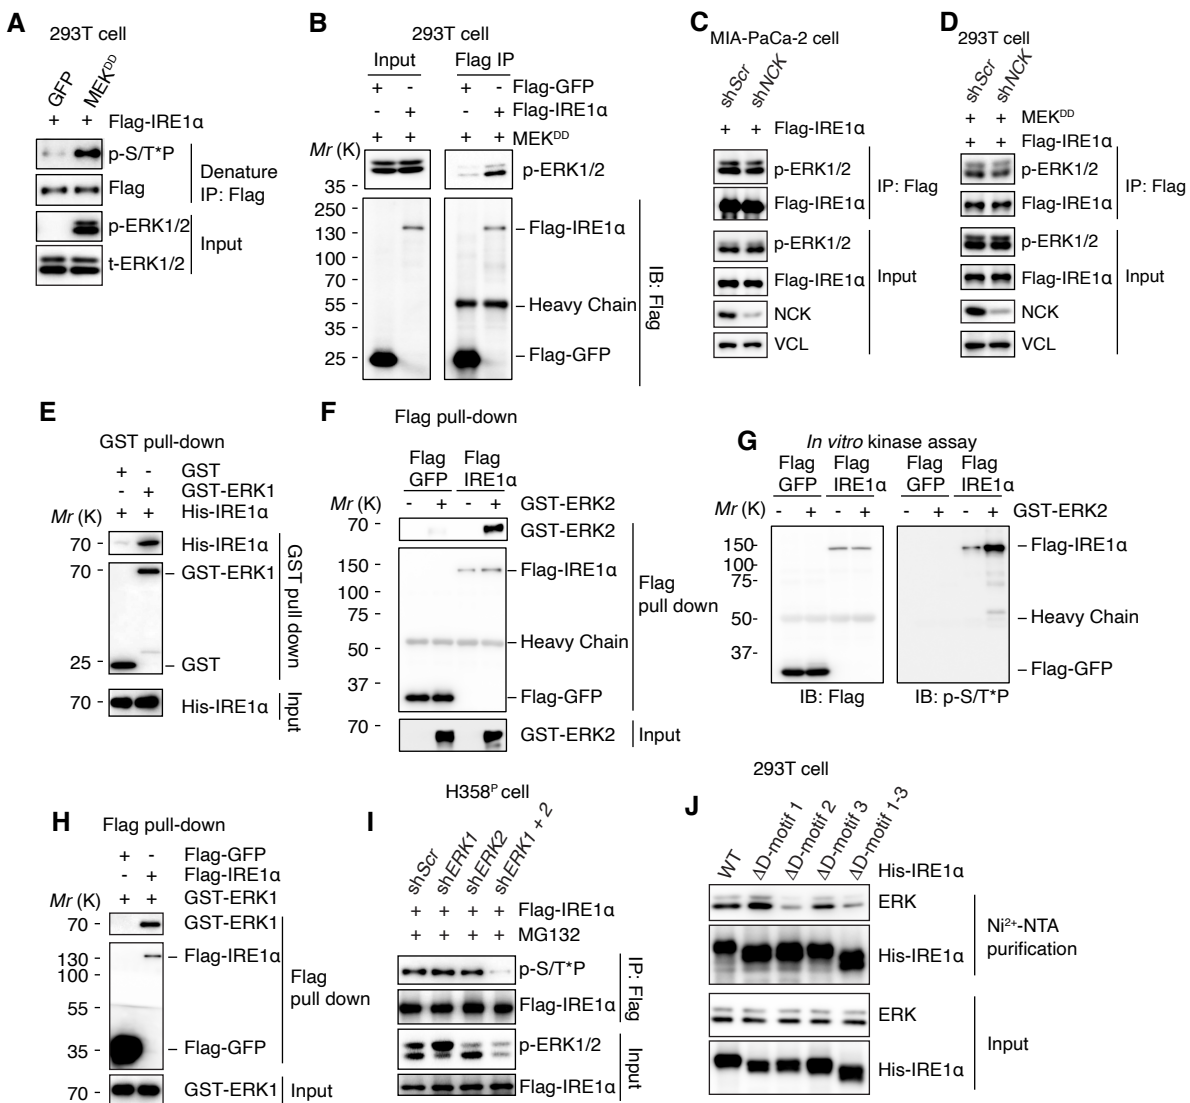 A
293T cell
GFP
MEKDD
+ + Flag-IRE1α
p-S/T*P
Flag
Denature
IP: Flag
p-ERK1/2
t-ERK1/2
Input
B
293T cell
Input Flag IP
+ - + - Flag-GFP
- + - + Flag-IRE1α
+ + + + MEKDD
Mr (K)
p-ERK1/2
35 -
250 -
130 -
100 -
70 -
55 -
35 -
25 -
Flag-IRE1α
Heavy Chain
Flag-GFP
IB: Flag
C
MIA-PaCa-2 cell
shScr
shNCK
+ + Flag-IRE1α
p-ERK1/2
Flag-IRE1α
IP: Flag
p-ERK1/2
Flag-IRE1α
NCK
VCL
Input
D
293T cell
shScr
shNCK
+ + MEKDD
+ + Flag-IRE1α
p-ERK1/2
Flag-IRE1α
IP: Flag
p-ERK1/2
Flag-IRE1α
NCK
VCL
Input
E
GST pull-down
+ - GST
- + GST-ERK1
Mr (K) + + His-IRE1α
70 - His-IRE1α
70 - GST-ERK1
25 - GST
GST pull down
70 - His-IRE1α
Input
F
Flag pull-down
Flag GFP
Flag IRE1α
Mr (K) - + - + GST-ERK2
70 - GST-ERK2
150 - Flag-IRE1α
100 -
75 -
50 - Heavy Chain
37 - Flag-GFP
Flag
pull down
70 - GST-ERK2 Input
G
In vitro kinase assay
Flag GFP
Flag IRE1α
Flag GFP
Flag IRE1α
- + - + - + - + GST-ERK2
150-
100-
75-
50-
37-
Flag-IRE1α
Heavy Chain
Flag-GFP
IB: Flag IB: p-S/T*P
H
Flag pull-down
+ - Flag-GFP
- + Flag-IRE1α
Mr (K) + + GST-ERK1
70 - GST-ERK1
130 - Flag-IRE1α
100 -
55 -
35 - Flag-GFP
Flag
pull down
70 - GST-ERK1 Input
I
H358P cell
shScr
shERK1
shERK2
shERK1 + 2
+ + + + Flag-IRE1α
+ + + + MG132
p-S/T*P
Flag-IRE1α
IP: Flag
p-ERK1/2
Flag-IRE1α
Input
J
293T cell
WT
ΔD-motif 1
ΔD-motif 2
ΔD-motif 3
ΔD-motif 1-3
His-IRE1α
ERK
His-IRE1α
Ni2+-NTA
purification
ERK
His-IRE1α
Input